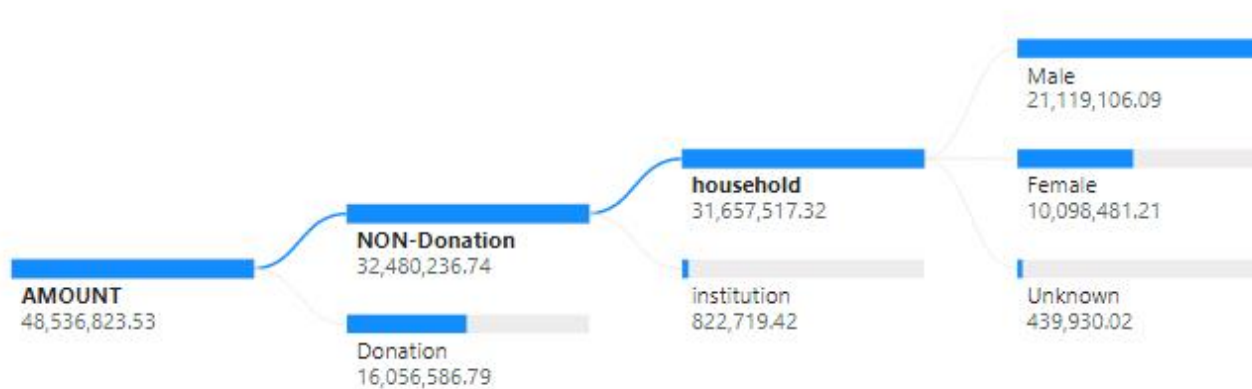 AMOUNT
48,536,823.53
NON-Donation
32,480,236.74
Donation
16,056,586.79
household
31,657,517.32
institution
822,719.42
Male
21,119,106.09
Female
10,098,481.21
Unknown
439,930.02